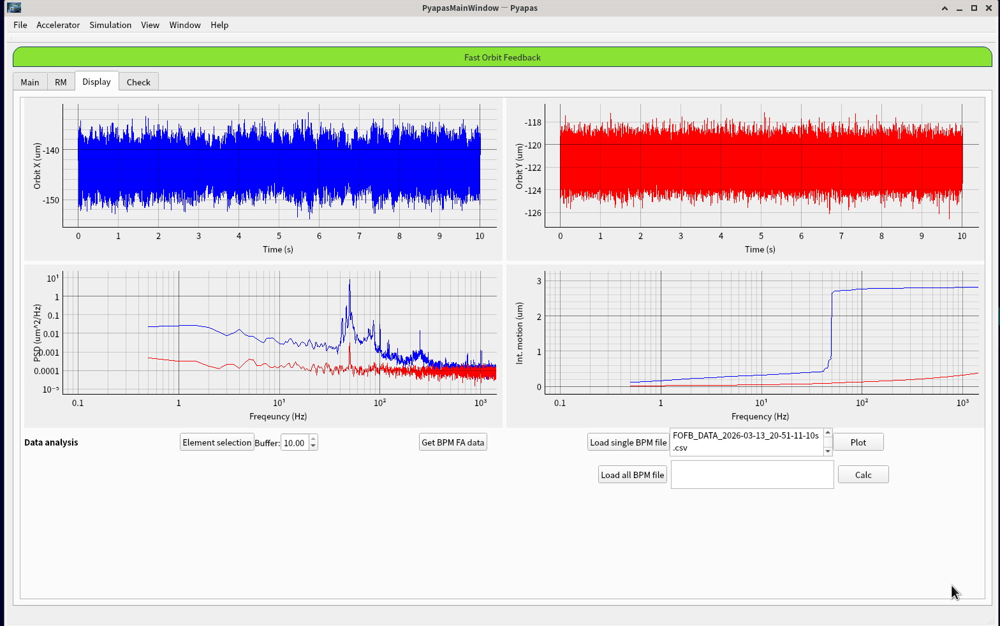 PyapasMainWindow — Pyapas
File Accelerator Simulation View Window Help
Fast Orbit Feedback
Main RM Display Check
Orbit X (um)
-140
-150
0 1 2 3 4 5 6 7 8 9 10
Time (s)
Orbit Y (um)
-118
-120
-122
-124
-126
0 1 2 3 4 5 6 7 8 9 10
Time (s)
PSD (um^2/Hz)
10¹
1
0.1
0.01
0.001
0.0001
10⁻⁵
0.1 1 10¹ 10² 10³
Freqeuncy (Hz)
Int. motion (um)
3
2
1
0
0.1 1 10¹ 10² 10³
Frequency (Hz)
Data analysis Element selection Buffer: 10.00 Get BPM FA data Load single BPM file
FOFB_DATA_2026-03-13_20-51-11-10s
.csv
Plot
Load all BPM file Calc